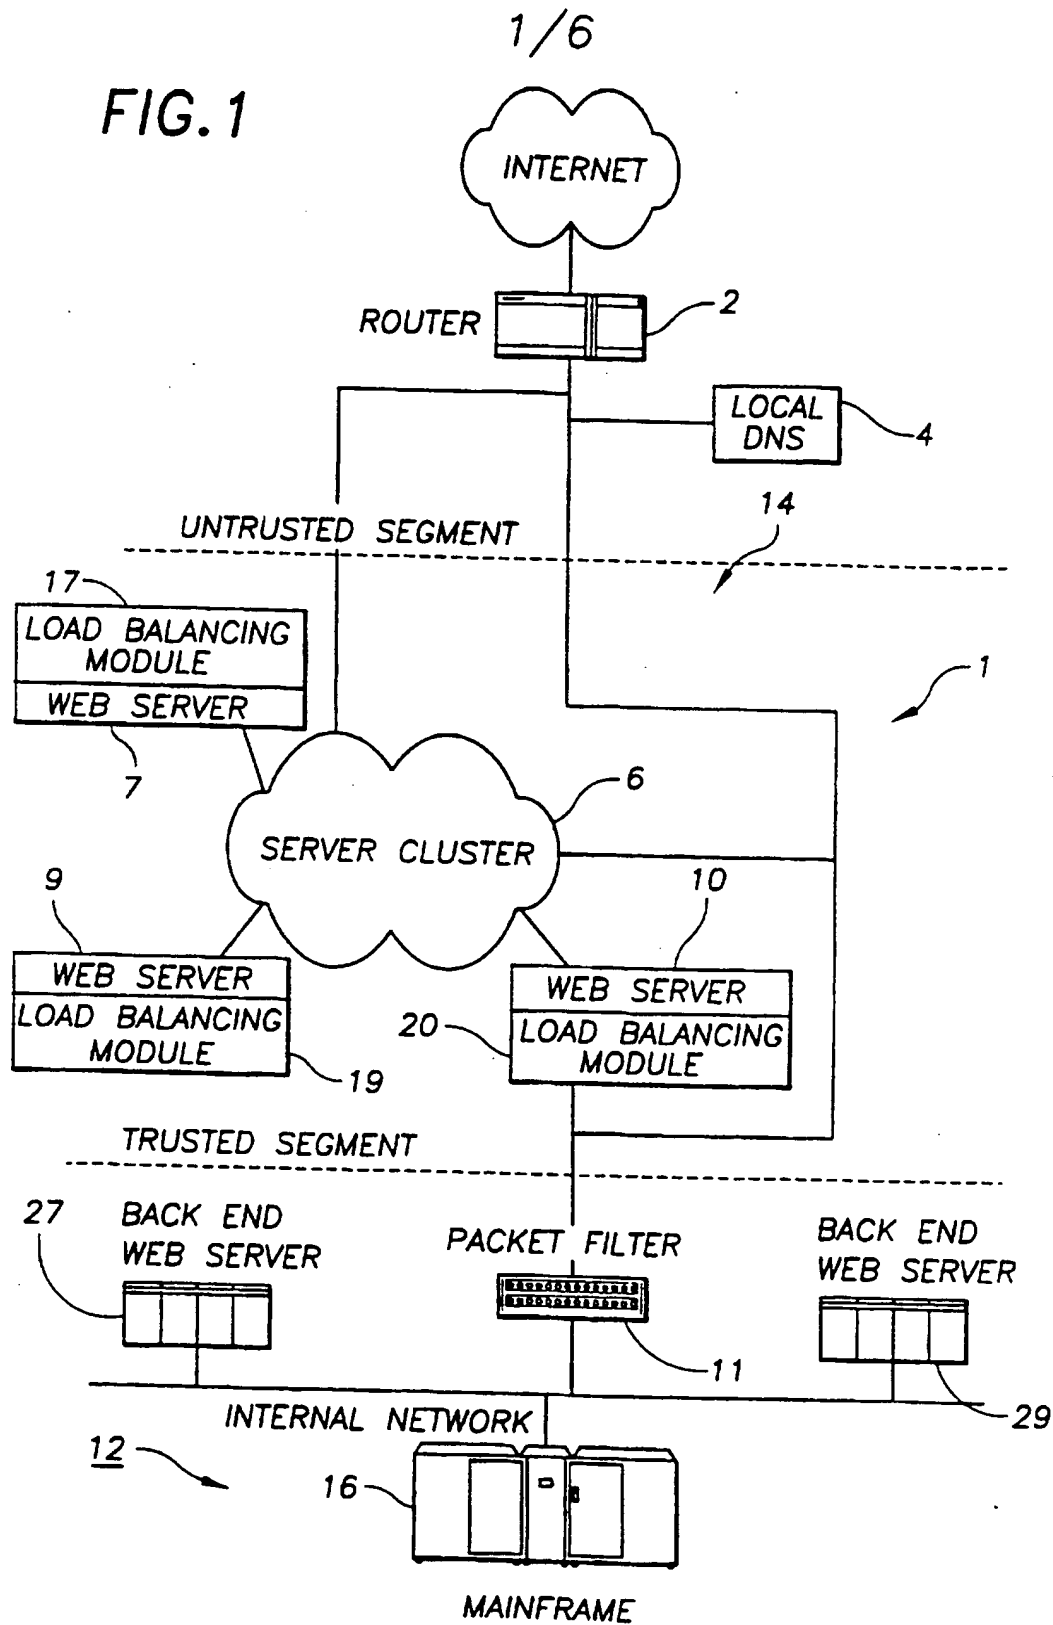 1/6
FIG. 1
INTERNET
ROUTER
2
LOCAL
DNS
4
14
UNTRUSTED SEGMENT
17
LOAD BALANCING
MODULE
WEB SERVER
7
1
6
SERVER CLUSTER
9
WEB SERVER
LOAD BALANCING
MODULE
19
10
WEB SERVER
20
LOAD BALANCING
MODULE
TRUSTED SEGMENT
27
BACK END
WEB SERVER
PACKET FILTER
11
BACK END
WEB SERVER
29
INTERNAL NETWORK
12
16
MAINFRAME